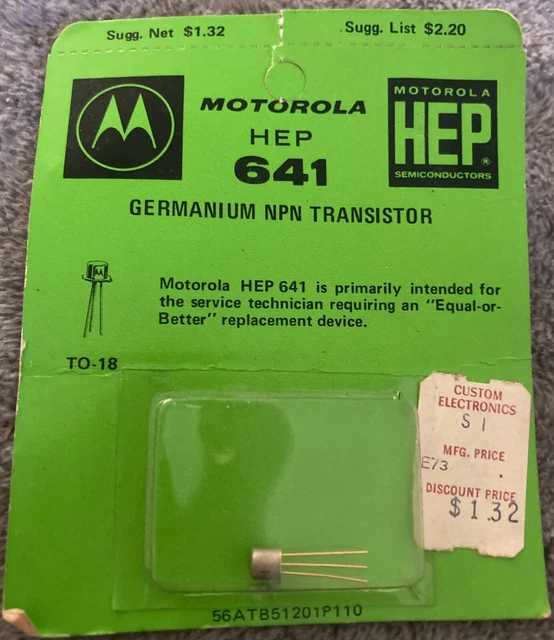 Sugg. Net $1.32
Sugg. List $2.20
MOTOROLA
HEP
641
MOTOROLA
HEP®
SEMICONDUCTORS
GERMANIUM NPN TRANSISTOR
Motorola HEP 641 is primarily intended for
the service technician requiring an "Equal-or-
Better" replacement device.
TO-18
CUSTOM
ELECTRONICS
S 1
MFG. PRICE
E73
DISCOUNT PRICE
$1.32
56ATB51201P110